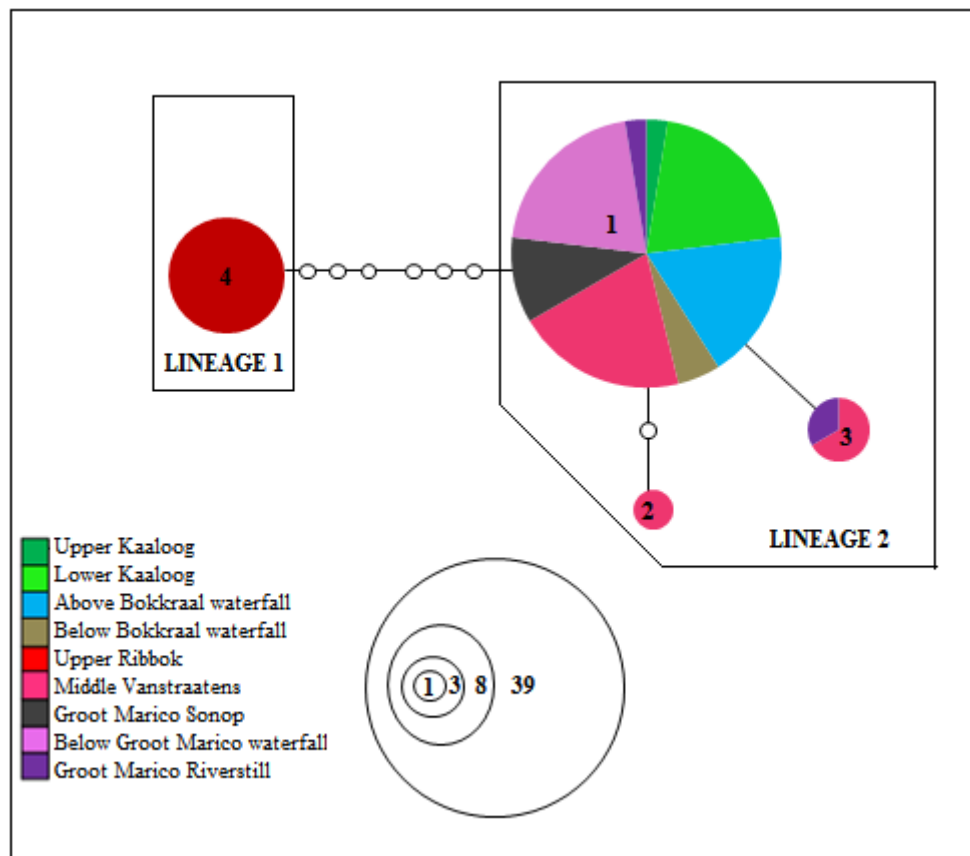 1
4
LINEAGE 1
3
2
LINEAGE 2
Upper Kaaloog
Lower Kaaloog
Above Bokkraal waterfall
Below Bokkraal waterfall
Upper Ribbok
Middle Vanstraatens
Groot Marico Sonop
Below Groot Marico waterfall
Groot Marico Riverstill
1 3 8 39